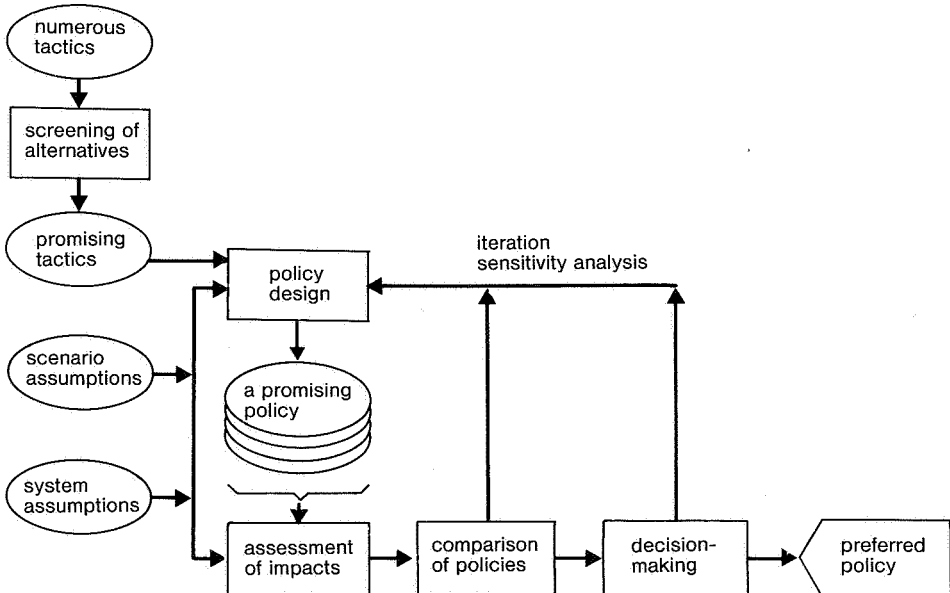 numerous
tactics
screening of
alternatives
promising
tactics
policy
design
iteration
sensitivity analysis
scenario
assumptions
a promising
policy
system
assumptions
assessment
of impacts
comparison
of policies
decision-
making
preferred
policy